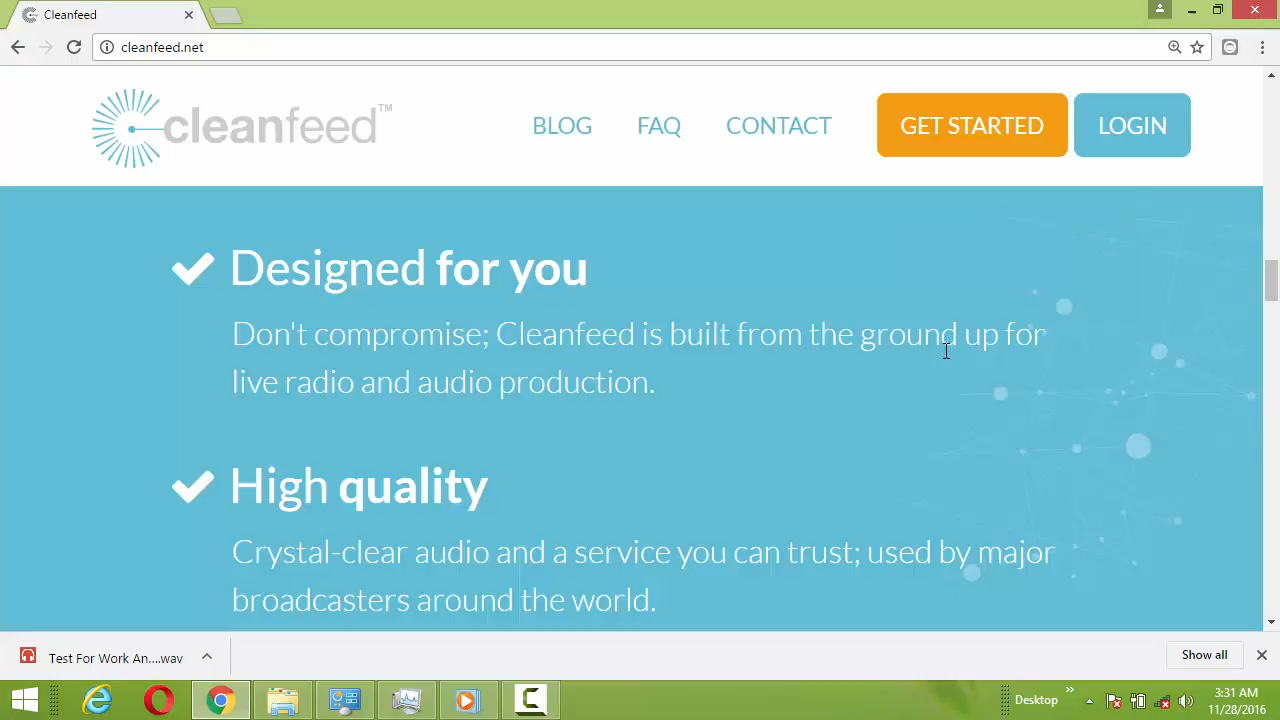 Cleanfeed
cleanfeed.net
cleanfeed™
BLOG FAQ CONTACT GET STARTED LOGIN
Designed for you
Don't compromise; Cleanfeed is built from the ground up for
live radio and audio production.
High quality
Crystal-clear audio and a service you can trust; used by major
broadcasters around the world.
Test For Work An....wav
Show all
Desktop
3:31 AM
11/28/2016